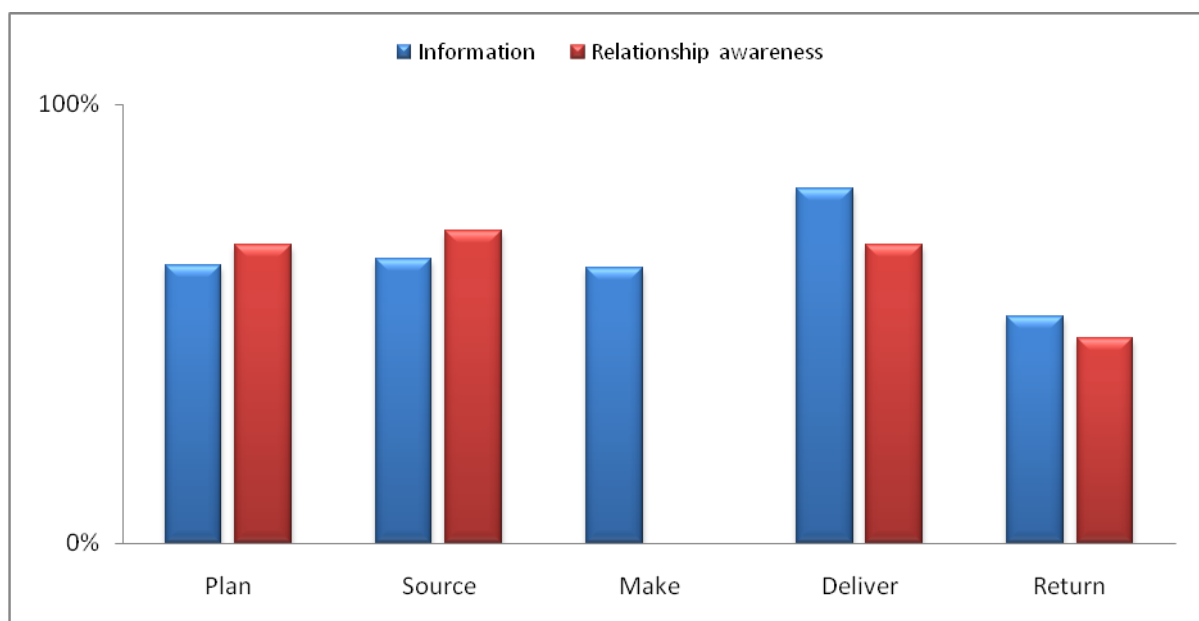 Information Relationship awareness
100%
0%
Plan Source Make Deliver Return